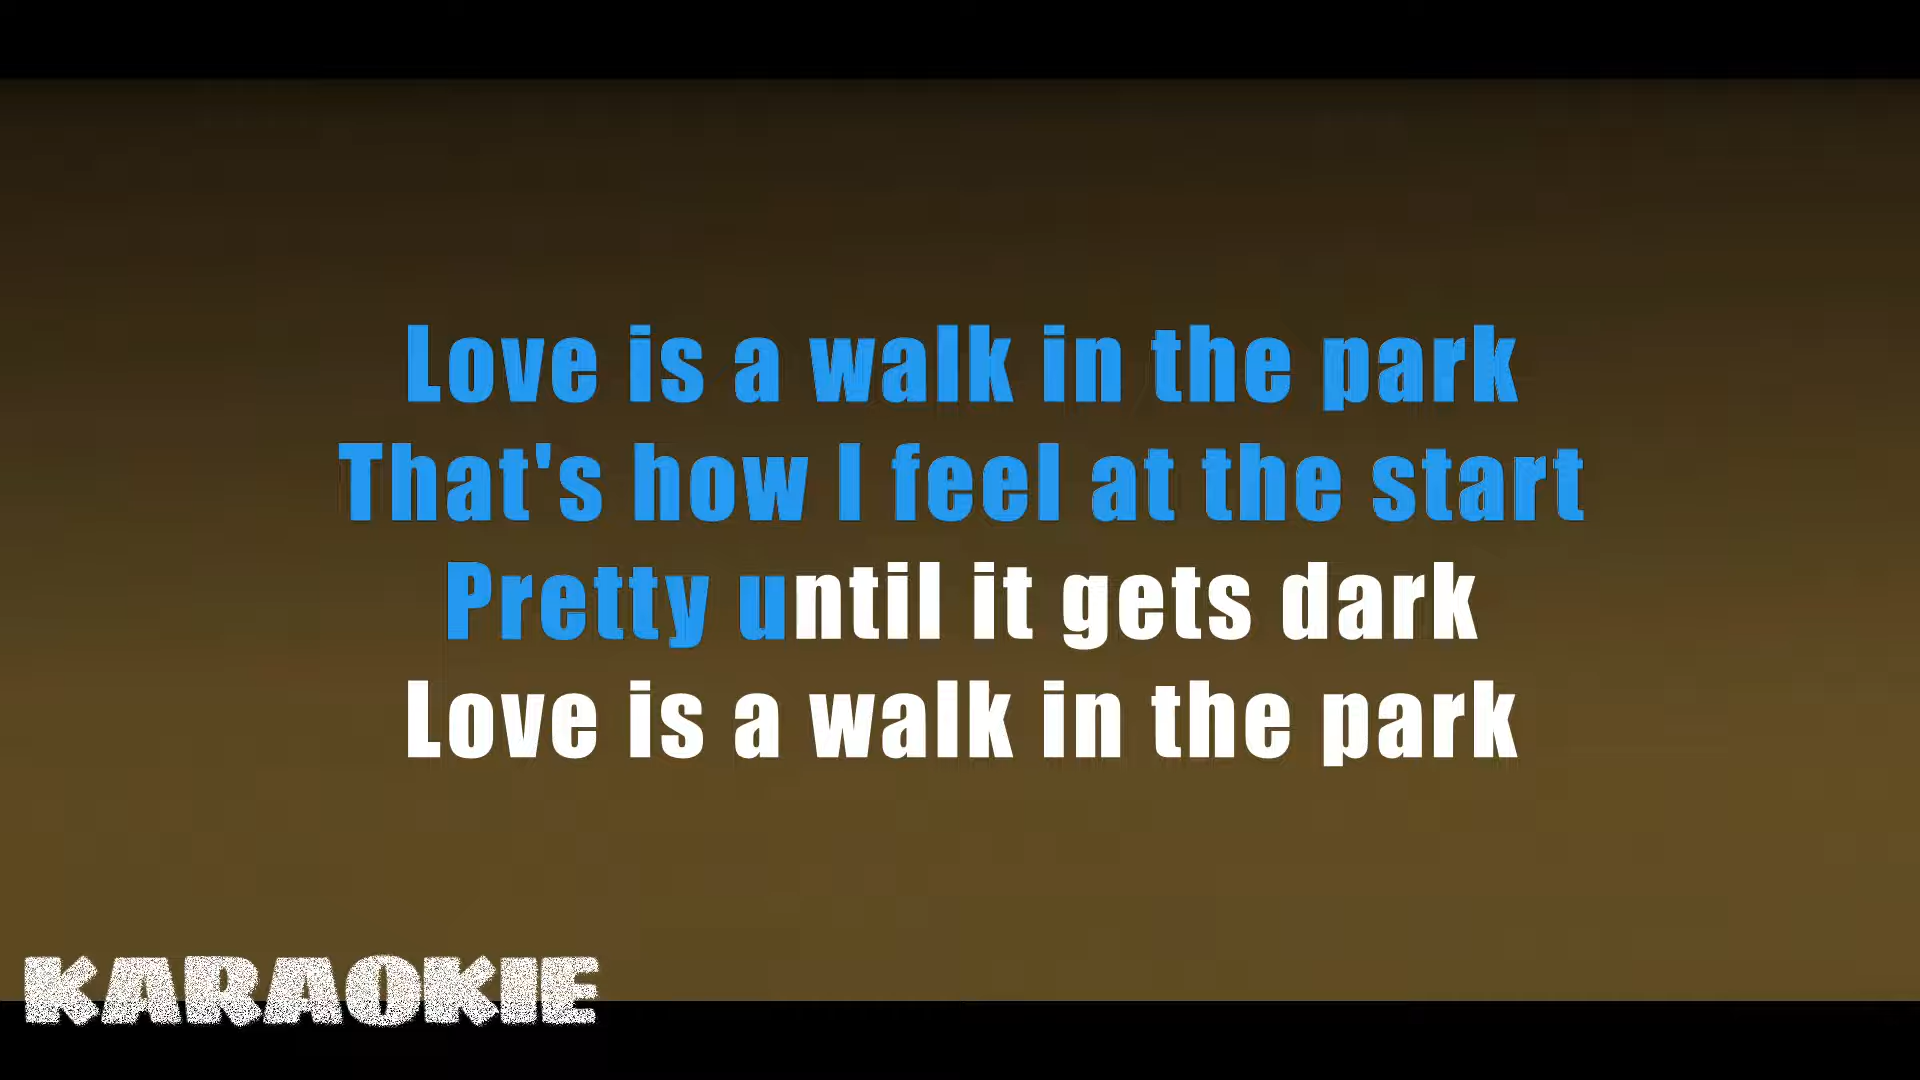 Love is a walk in the park
That's how I feel at the start
Pretty until it gets dark
Love is a walk in the park
KARAOKIE